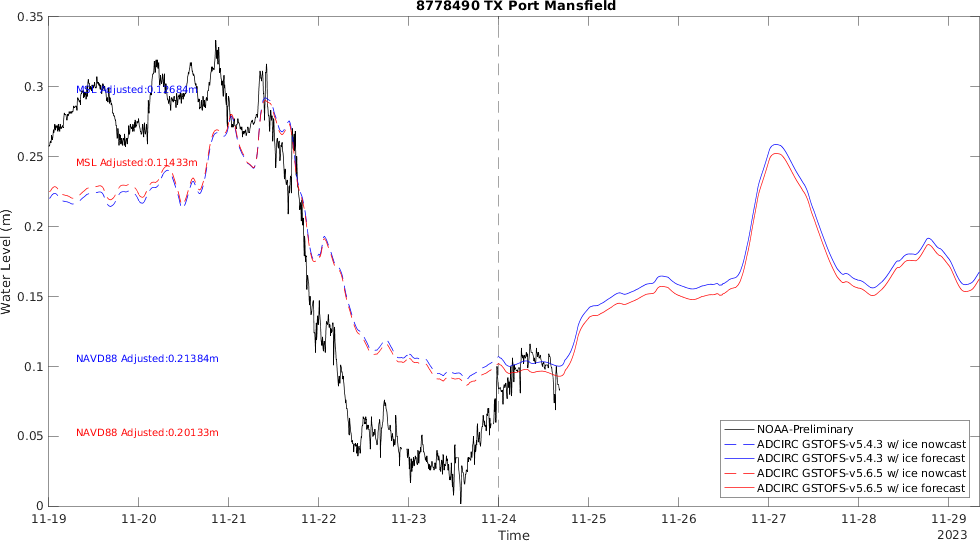 8778490 TX Port Mansfield
0.35
0.3
0.25
0.2
0.15
0.1
0.05
0
Water Level (m)
MSL Adjusted:0.12684m
MSL Adjusted:0.11433m
NAVD88 Adjusted:0.21384m
NAVD88 Adjusted:0.20133m
NOAA-Preliminary
ADCIRC GSTOFS-v5.4.3 w/ ice nowcast
ADCIRC GSTOFS-v5.4.3 w/ ice forecast
ADCIRC GSTOFS-v5.6.5 w/ ice nowcast
ADCIRC GSTOFS-v5.6.5 w/ ice forecast
11-19 11-20 11-21 11-22 11-23 11-24 11-25 11-26 11-27 11-28 11-29
Time 2023